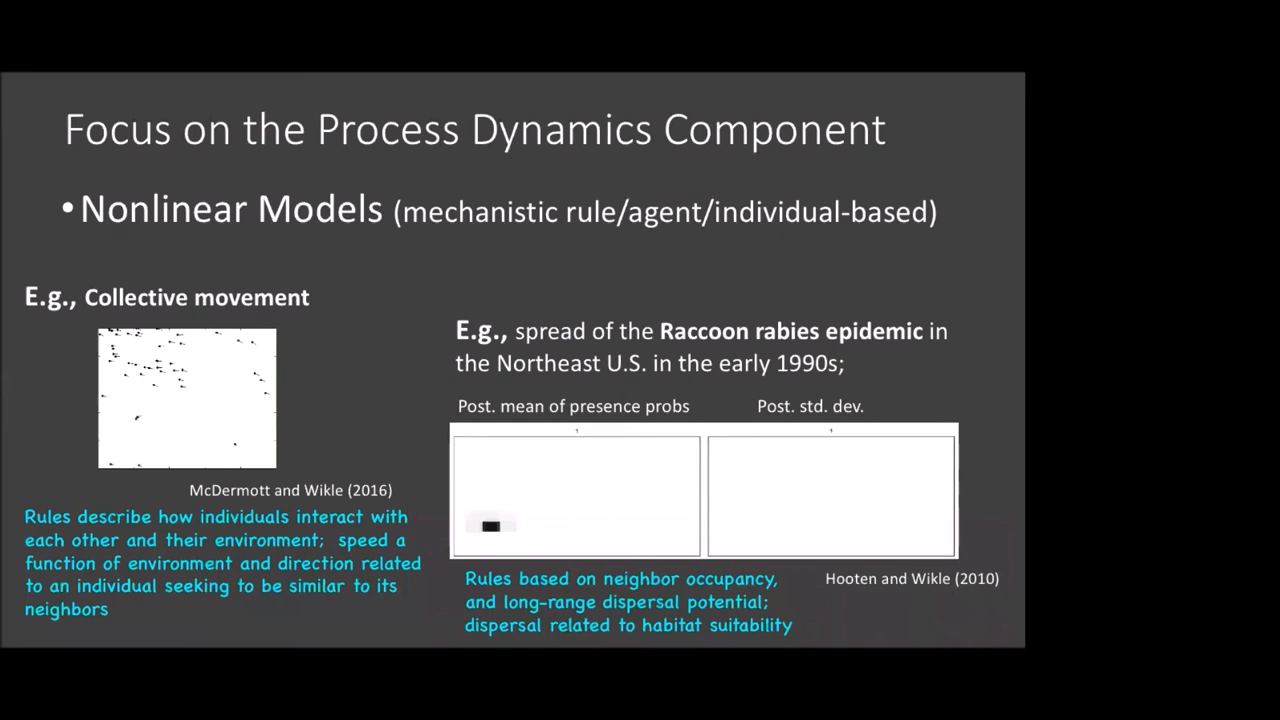 Focus on the Process Dynamics Component
•Nonlinear Models (mechanistic rule/agent/individual-based)
E.g., Collective movement
McDermott and Wikle (2016)
Rules describe how individuals interact with
each other and their environment; speed a
function of environment and direction related
to an individual seeking to be similar to its
neighbors
E.g., spread of the Raccoon rabies epidemic in
the Northeast U.S. in the early 1990s;
Post. mean of presence probs
Post. std. dev.
Rules based on neighbor occupancy,
and long-range dispersal potential;
dispersal related to habitat suitability
Hooten and Wikle (2010)